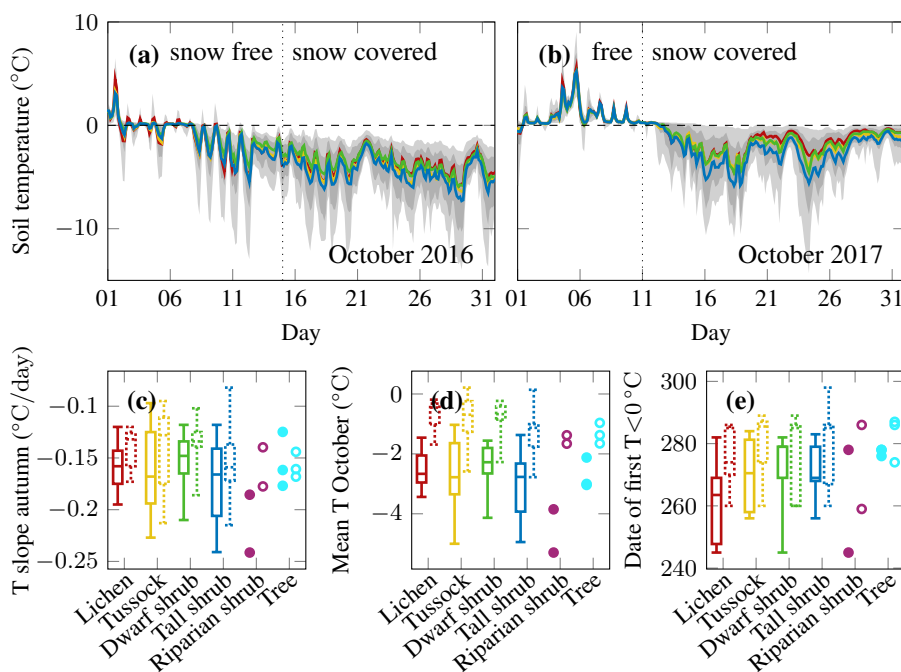 (a) snow free snow covered
(b) free snow covered
10
0
−10
Soil temperature (°C)
October 2016
October 2017
01 06 11 16 21 26 31
01 06 11 16 21 26 31
Day
Day
(c)
−0.1
−0.15
−0.2
−0.25
T slope autumn (°C/day)
Lichen
Tussock
Dwarf shrub
Tall shrub
Riparian shrub
Tree
(d)
0
−2
−4
Mean T October (°C)
Lichen
Tussock
Dwarf shrub
Tall shrub
Riparian shrub
Tree
(e)
300
280
260
240
Date of first T<0 °C
Lichen
Tussock
Dwarf shrub
Tall shrub
Riparian shrub
Tree